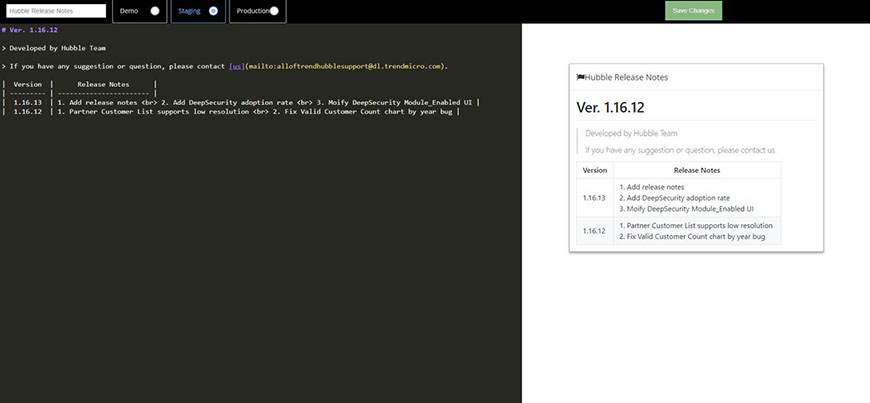 Hubble Release Notes
Demo
Staging
Production
Save Changes
# Ver. 1.16.12
> Developed by Hubble Team
> If you have any suggestion or question, please contact [us](mailto:alloftrendhubblesupport@dl.trendmicro.com).
| Version | Release Notes |
| --------- | ----------------------- |
| 1.16.13 | 1. Add release notes <br> 2. Add DeepSecurity adoption rate <br> 3. Moify DeepSecurity Module_Enabled UI |
| 1.16.12 | 1. Partner Customer List supports low resolution <br> 2. Fix Valid Customer Count chart by year bug |
Hubble Release Notes
Ver. 1.16.12
Developed by Hubble Team
If you have any suggestion or question, please contact us.
Version Release Notes
1.16.13
1. Add release notes
2. Add DeepSecurity adoption rate
3. Moify DeepSecurity Module_Enabled UI
1.16.12
1. Partner Customer List supports low resolution
2. Fix Valid Customer Count chart by year bug